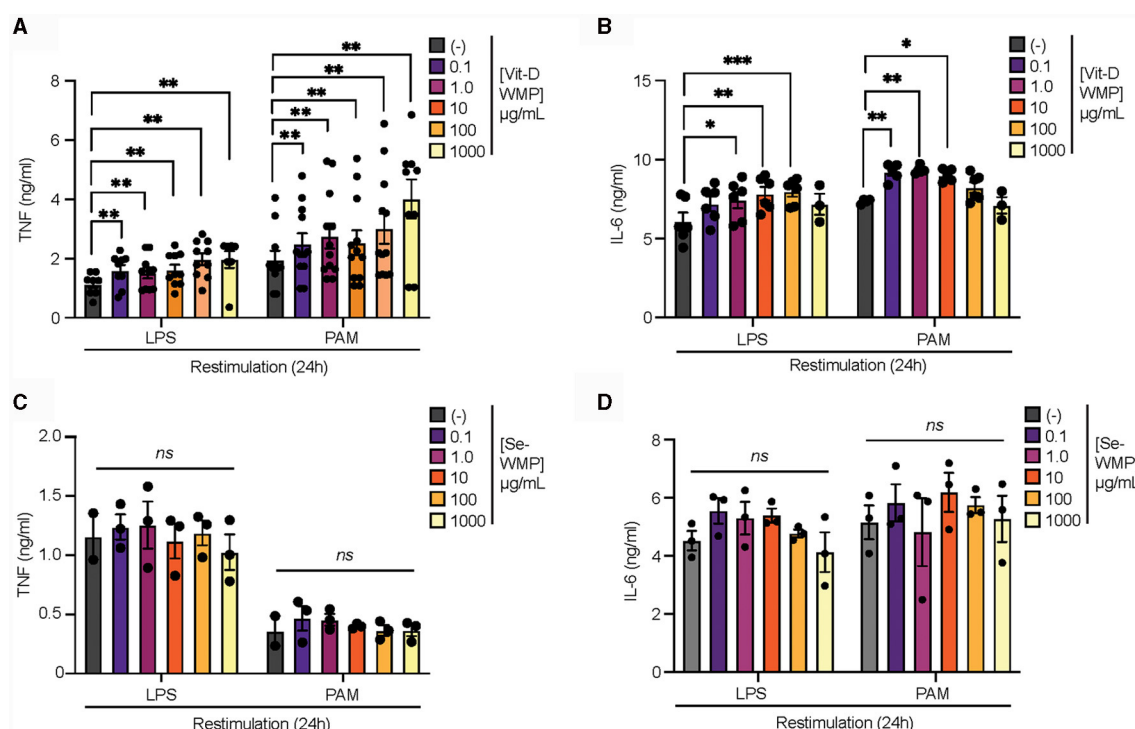 A
TNF (ng/ml)
8
6
4
2
0
**
**
**
**
**
**
**
**
**
**
(-)
0.1
1.0
10
100
1000
[Vit-D
WMP]
µg/mL
LPS
PAM
Restimulation (24h)
B
IL-6 (ng/ml)
15
10
5
0
*
**
***
**
**
*
(-)
0.1
1.0
10
100
1000
[Vit-D
WMP]
µg/mL
LPS
PAM
Restimulation (24h)
C
TNF (ng/ml)
2.0
1.5
1.0
0.5
0
ns
ns
(-)
0.1
1.0
10
100
1000
[Se-
WMP]
µg/mL
LPS
PAM
Restimulation (24h)
D
IL-6 (ng/ml)
8
6
4
2
0
ns
ns
(-)
0.1
1.0
10
100
1000
[Se-
WMP
µg/mL
LPS
PAM
Restimulation (24h)